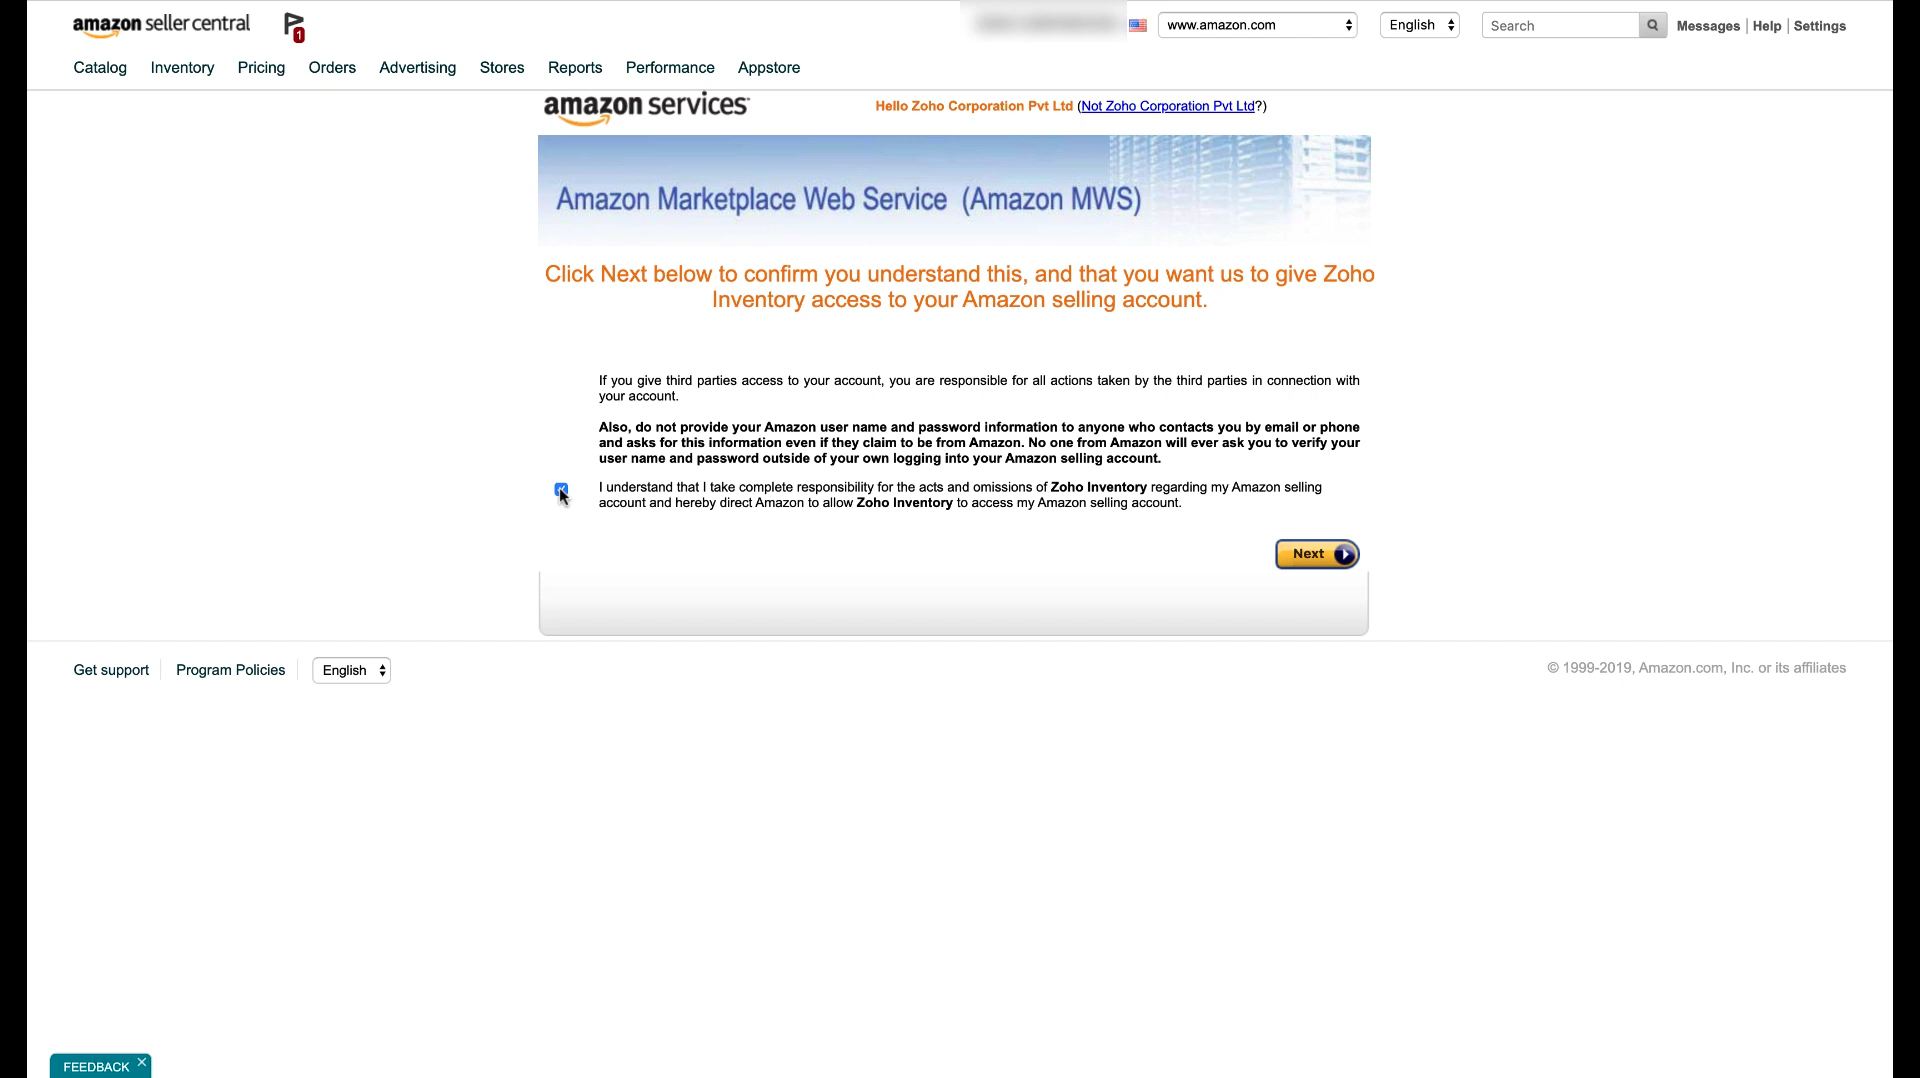 amazon seller central
1
www.amazon.com
English
Search
Messages
Help
Settings
Catalog
Inventory
Pricing
Orders
Advertising
Stores
Reports
Performance
Appstore
amazon services
Hello Zoho Corporation Pvt Ltd (Not Zoho Corporation Pvt Ltd?)
Amazon Marketplace Web Service (Amazon MWS)
Click Next below to confirm you understand this, and that you want us to give Zoho
Inventory access to your Amazon selling account.
If you give third parties access to your account, you are responsible for all actions taken by the third parties in connection with
your account.
Also, do not provide your Amazon user name and password information to anyone who contacts you by email or phone
and asks for this information even if they claim to be from Amazon. No one from Amazon will ever ask you to verify your
user name and password outside of your own logging into your Amazon selling account.
I understand that I take complete responsibility for the acts and omissions of Zoho Inventory regarding my Amazon selling
account and hereby direct Amazon to allow Zoho Inventory to access my Amazon selling account.
Next
Get support
Program Policies
English
© 1999-2019, Amazon.com, Inc. or its affiliates
FEEDBACK